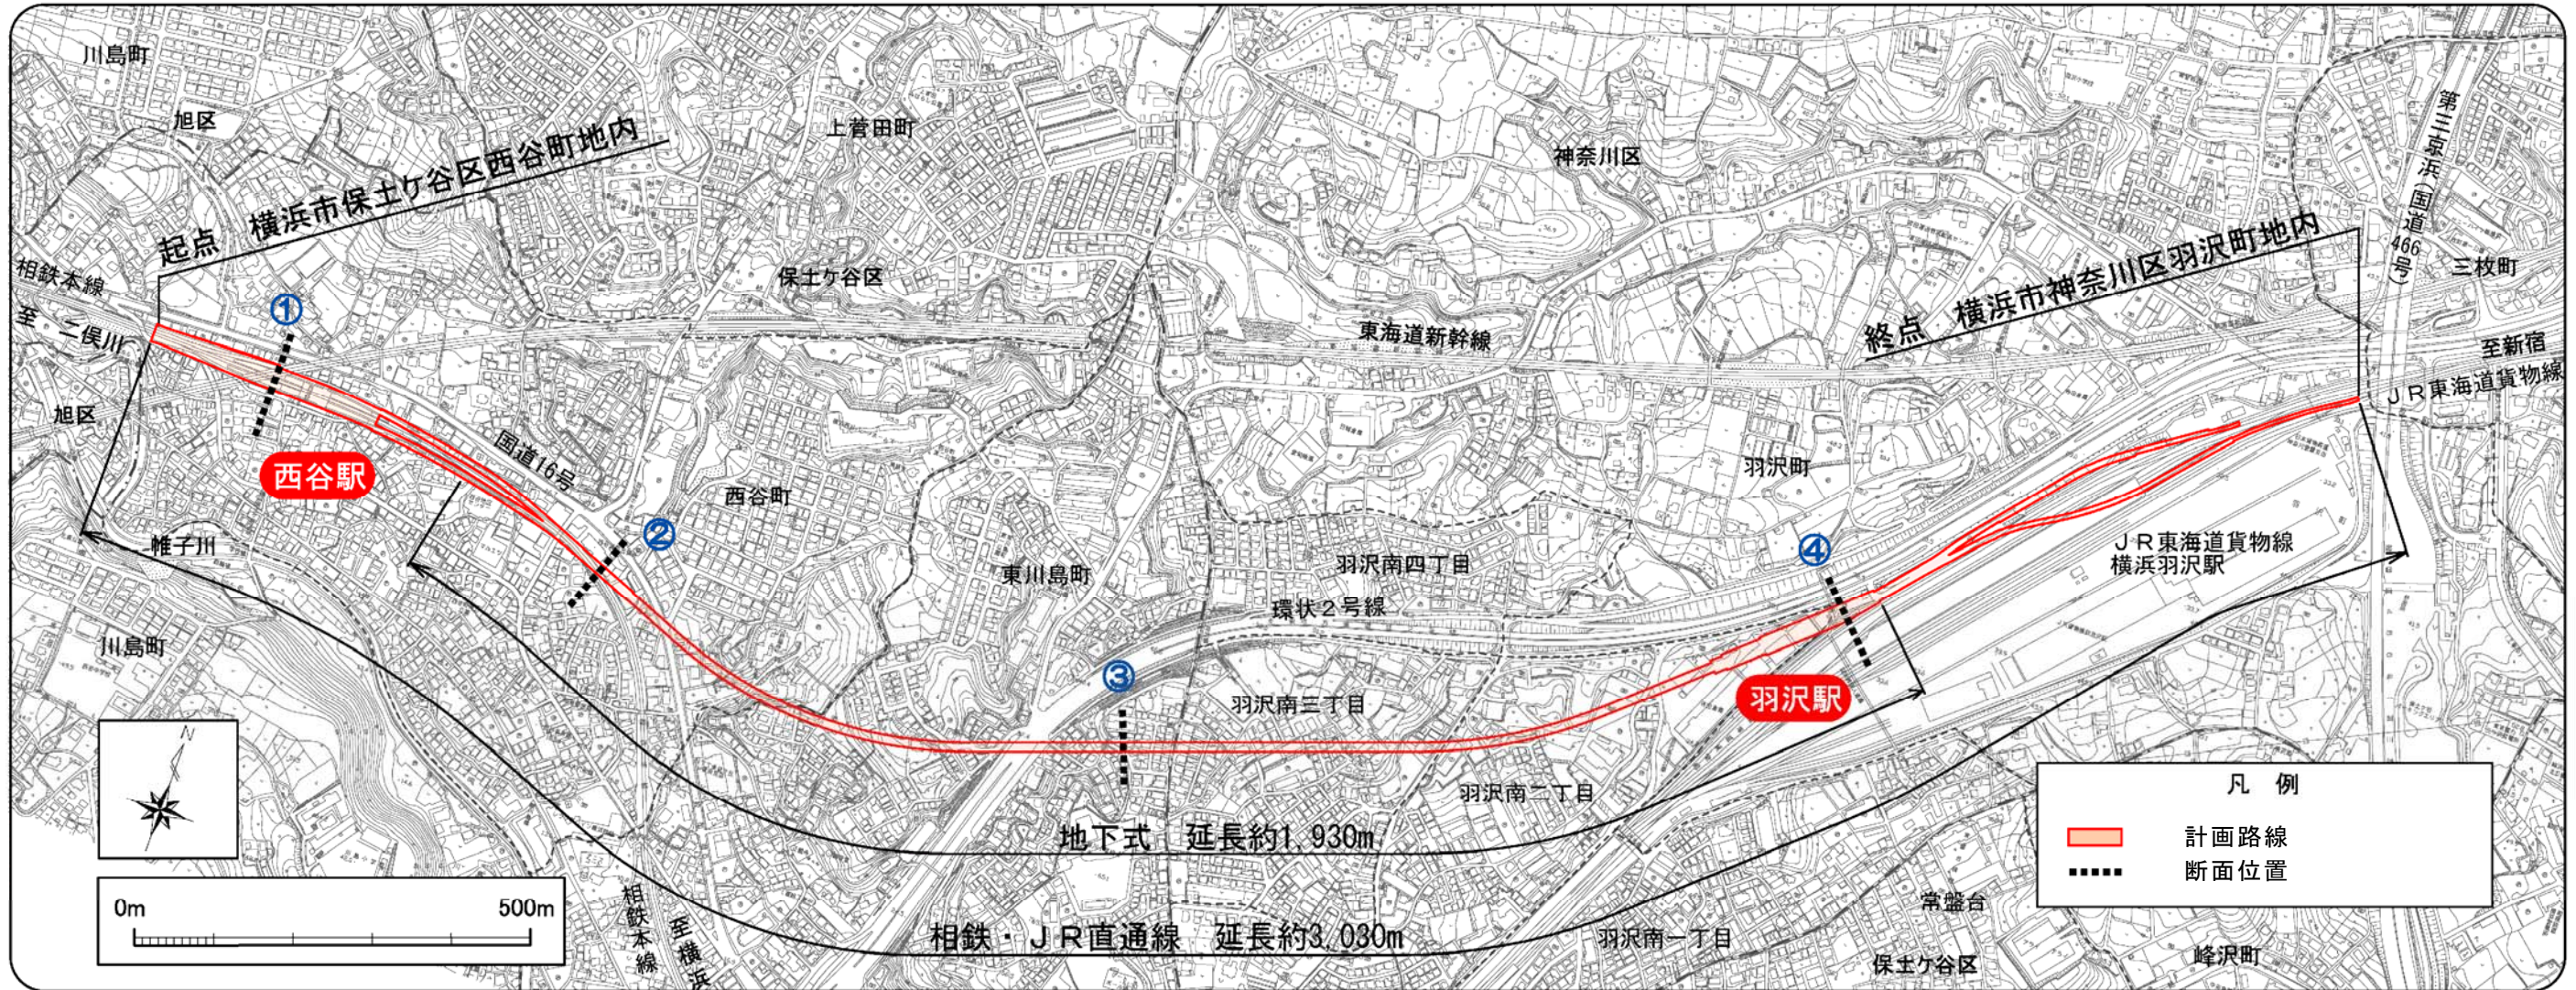 川島町
旭区
上菅田町
神奈川区
第三京浜(国道466号)
起点　横浜市保土ケ谷区西谷町地内
相鉄本線
至　二俣川
①
保土ケ谷区
東海道新幹線
終点　横浜市神奈川区羽沢町地内
三枚町
至新宿
JR東海道貨物線
旭区
西谷駅
国道16号
西谷町
②
羽沢町
帷子川
東川島町
羽沢南四丁目
④
JR東海道貨物線
横浜羽沢駅
環状2号線
川島町
③
羽沢南三丁目
羽沢駅
N
羽沢南二丁目
地下式　延長約1,930m
凡　例
計画路線
断面位置
0m
500m
相鉄本線
至横浜
相鉄・JR直通線　延長約3,030m
羽沢南一丁目
常盤台
保土ケ谷区
峰沢町